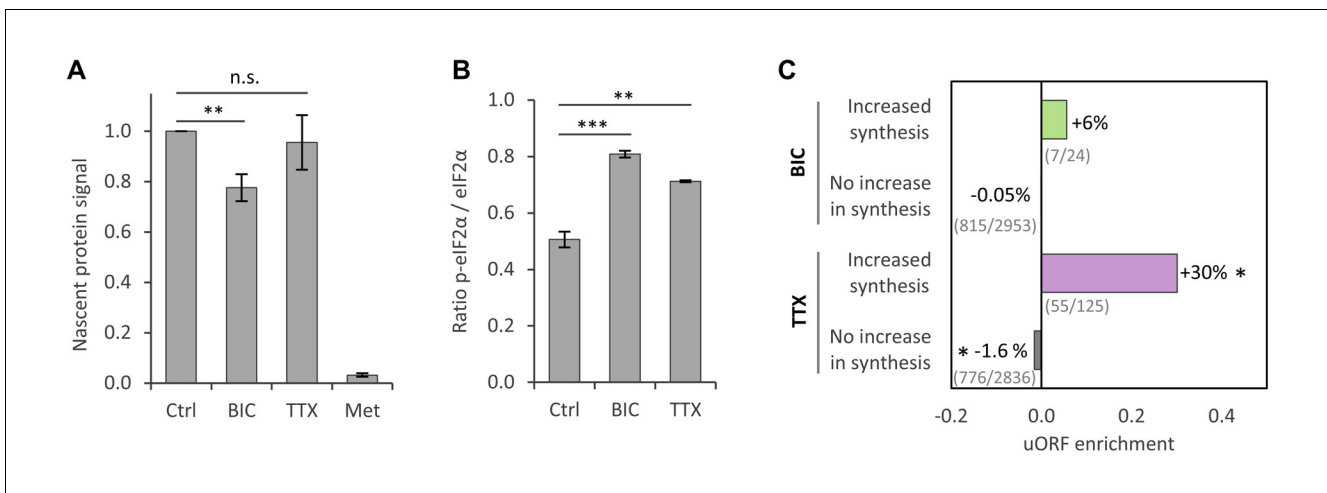 A
n.s.
**
Nascent protein signal
1.0
0.8
0.6
0.4
0.2
0.0
Ctrl BIC TTX Met
B
**
***
Ratio p-eIF2α / eIF2α
1.0
0.8
0.6
0.4
0.2
0.0
Ctrl BIC TTX
C
BIC
Increased
synthesis
+6%
(7/24)
No increase
in synthesis
-0.05%
(815/2953)
TTX
Increased
synthesis
+30% *
(55/125)
No increase
in synthesis
* -1.6 %
(776/2836)
-0.2 0.0 0.2 0.4
uORF enrichment